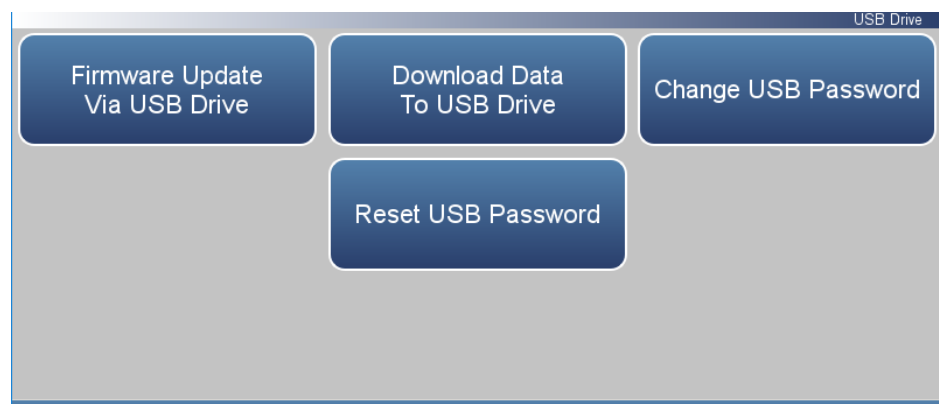 USB Drive
Firmware Update
Via USB Drive
Download Data
To USB Drive
Change USB Password
Reset USB Password